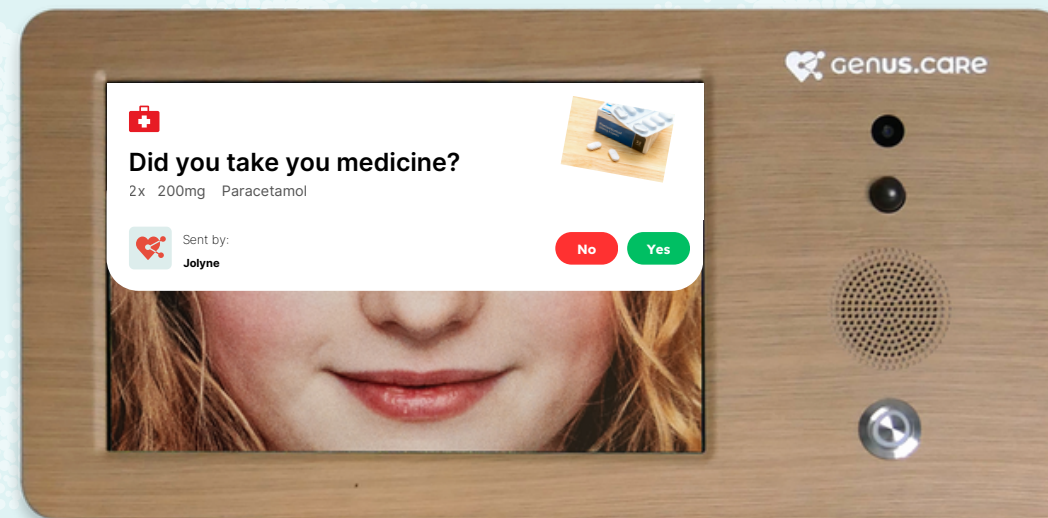 Genus.care
Did you take you medicine?
2x 200mg Paracetamol
Sent by:
Jolyne
No
Yes